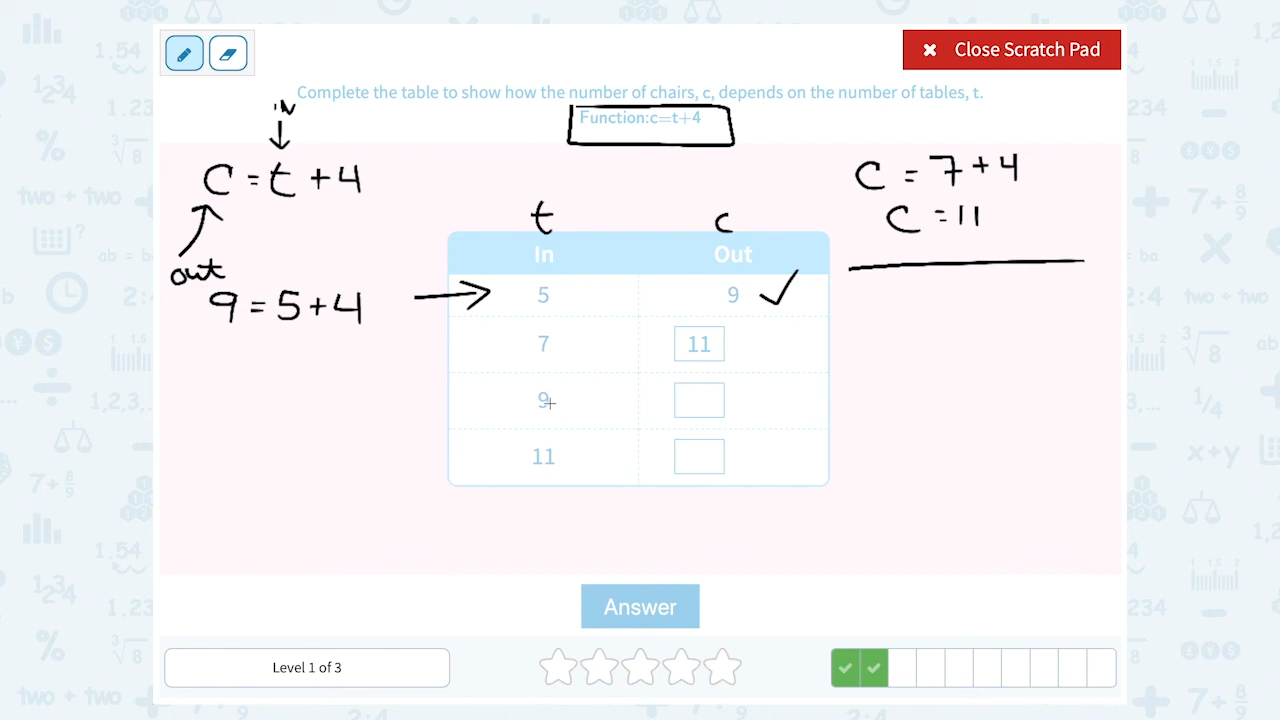 Close Scratch Pad
Complete the table to show how the number of chairs, c, depends on the number of tables, t.
Function:c=t+4
in
c = t + 4
out
9 = 5 + 4
c = 7 + 4
c = 11
t c
In Out
5 9
7 11
9
11
Answer
Level 1 of 3